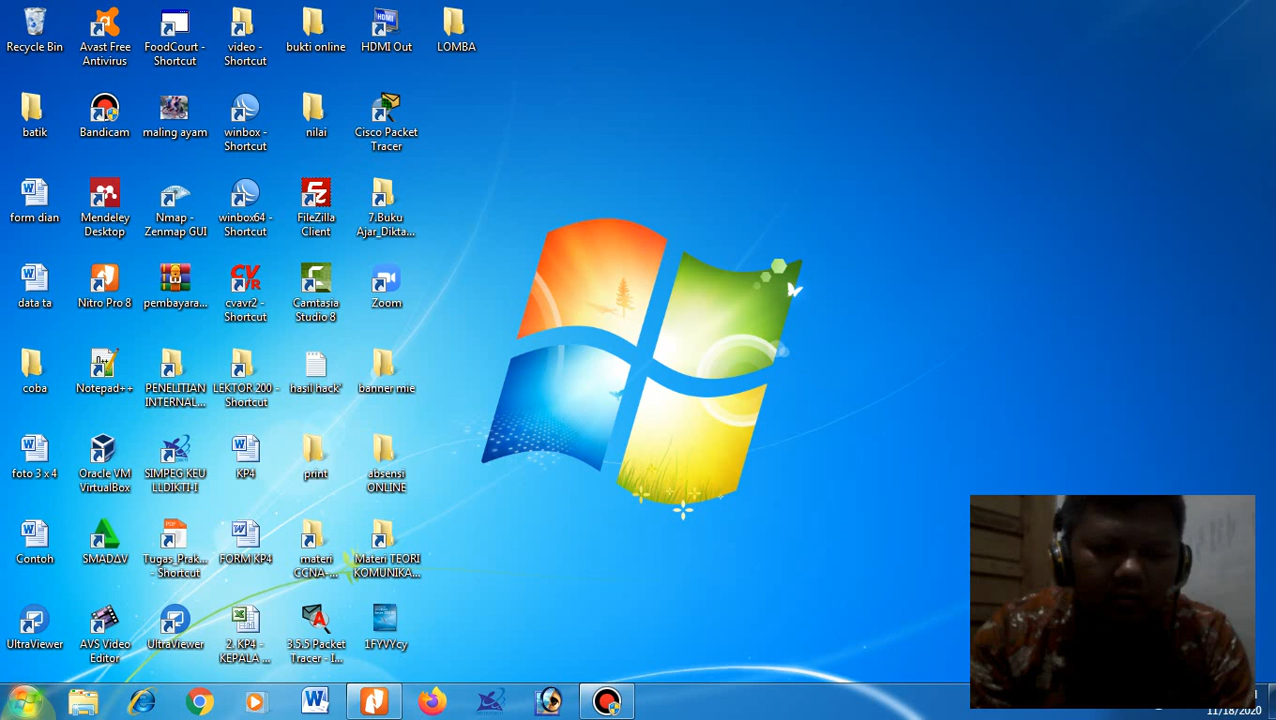 Recycle Bin
Avast Free
Antivirus
FoodCourt -
Shortcut
video -
Shortcut
bukti online
HDMI Out
LOMBA
batik
Bandicam
maling ayam
winbox -
Shortcut
nilai
Cisco Packet
Tracer
form dian
Mendeley
Desktop
Nmap -
Zenmap GUI
winbox64 -
Shortcut
FileZilla
Client
7.Buku
Ajar_Dikta...
data ta
Nitro Pro 8
pembayara...
cvavr2 -
Shortcut
Camtasia
Studio 8
Zoom
coba
Notepad++
PENELITIAN
INTERNAL...
LEKTOR 200 -
Shortcut
hasil hack'
banner mie
foto 3 x 4
Oracle VM
VirtualBox
SIMPEG KEU
LLDIKTI-I
KP4
print
absensi
ONLINE
Contoh
SMADAV
Tugas_Prak...
- Shortcut
FORM KP4
materi
CCNA-...
Materi TEORI
KOMUNIKA...
UltraViewer
AVS Video
Editor
UltraViewer
2. KP4 -
KEPALA ...
3.5.5 Packet
Tracer - I...
1FYVYcy
11/18/2020